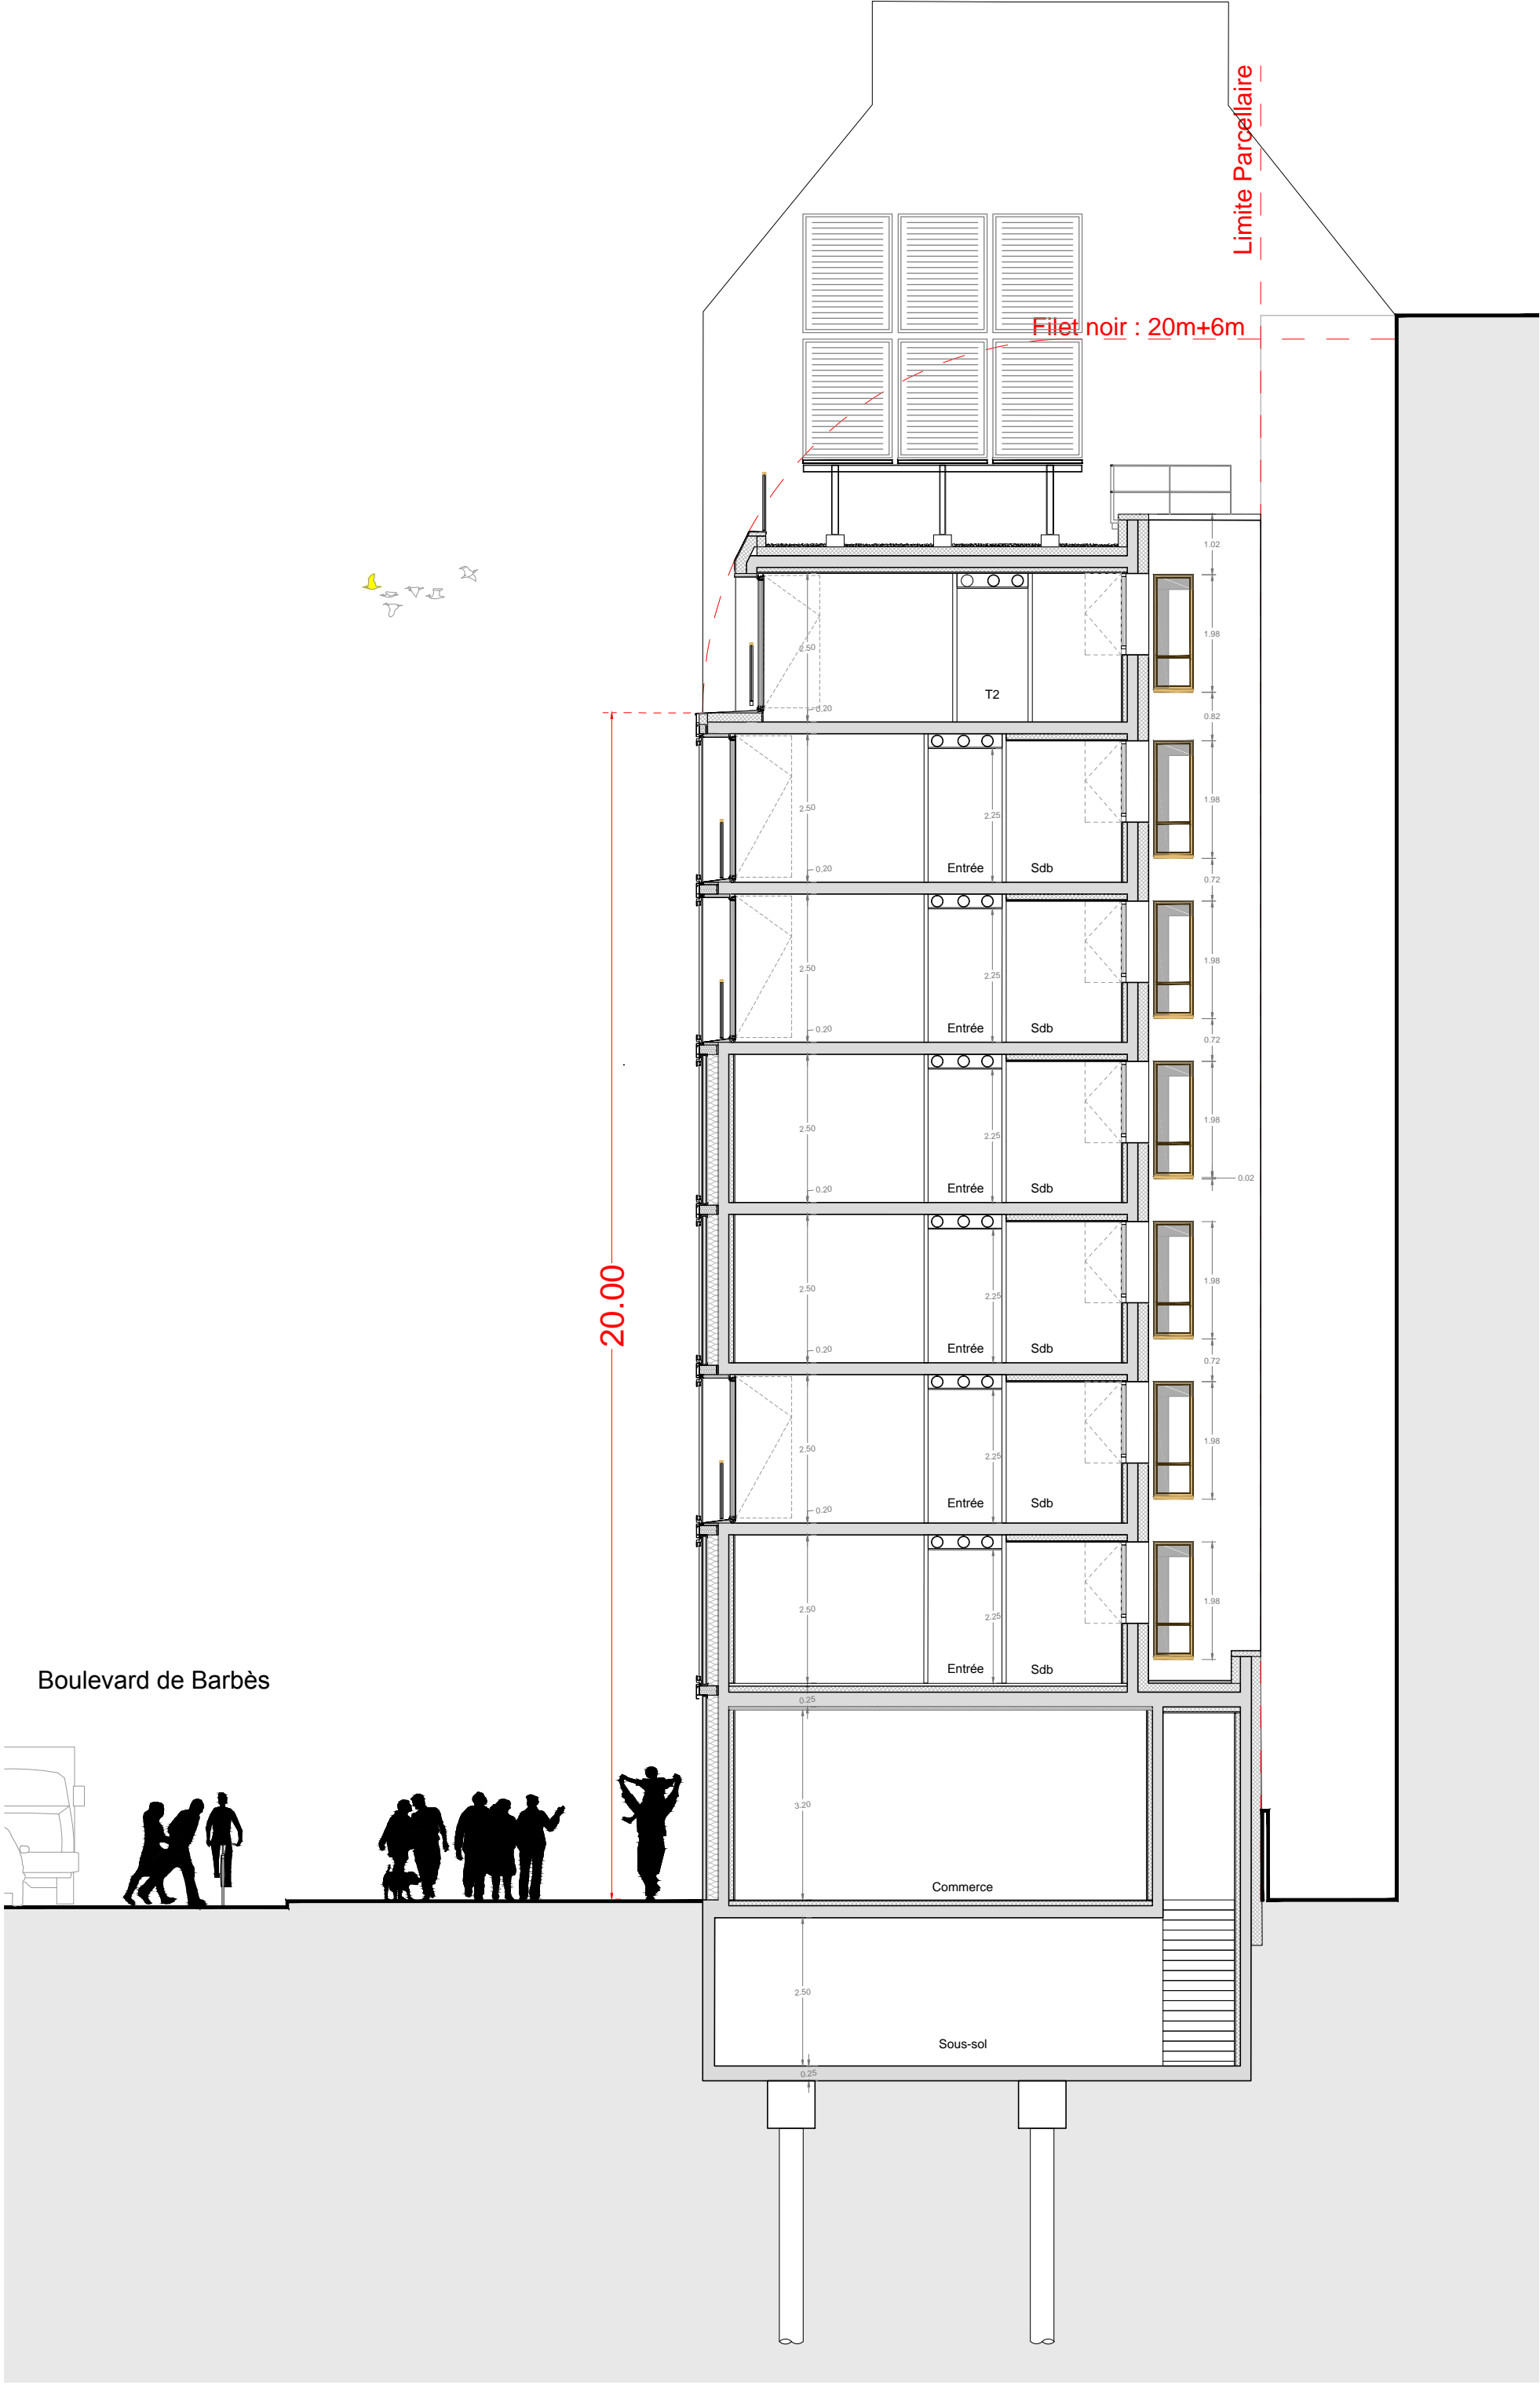 Limite Parcellaire
Filet noir : 20m+6m
1.02
1.98
2.50
T2
0.20
0.82
1.98
2.50
2.25
Entrée
Sdb
0.20
0.72
1.98
2.50
2.25
Entrée
Sdb
0.20
0.72
1.98
2.50
2.25
0.02
Entrée
Sdb
0.20
20.00
1.98
2.50
2.25
Entrée
Sdb
0.20
0.72
1.98
2.50
2.25
Entrée
Sdb
0.20
1.98
2.50
2.25
Entrée
Sdb
Boulevard de Barbès
0.25
3.20
Commerce
2.50
Sous-sol
0.25